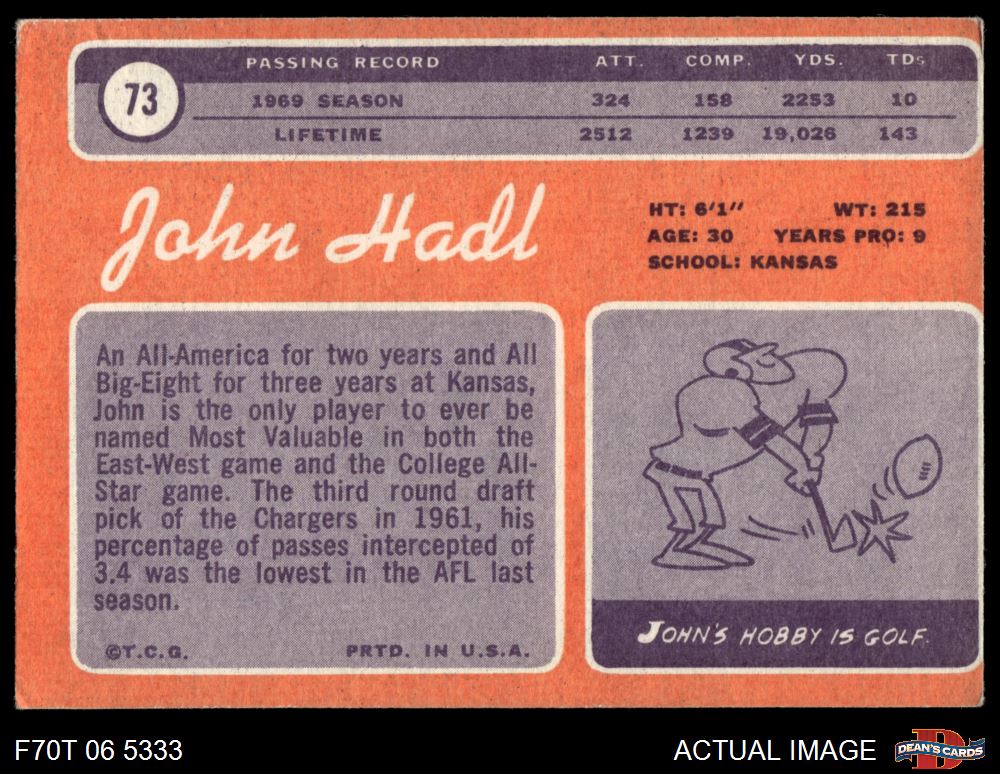 PASSING RECORD ATT. COMP. YDS. TDs
73
1969 SEASON 324 158 2253 10
LIFETIME 2512 1239 19,026 143
John Hadl
HT: 6'1" WT: 215
AGE: 30 YEARS PRO: 9
SCHOOL: KANSAS
An All-America for two years and All
Big-Eight for three years at Kansas,
John is the only player to ever be
named Most Valuable in both the
East-West game and the College All-
Star game. The third round draft
pick of the Chargers in 1961, his
percentage of passes intercepted of
3.4 was the lowest in the AFL last
season.
©T.C.G. PRTD. IN U.S.A.
JOHN'S HOBBY IS GOLF.
F70T 06 5333
ACTUAL IMAGE
DEAN'S CARDS